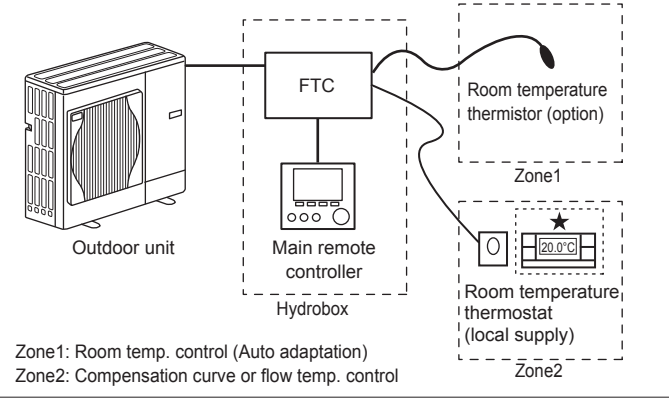 FTC
Room temperature
thermistor (option)
Zone1
Outdoor unit
Main remote
controller
Hydrobox
20.0°C
Room temperature
thermostat
(local supply)
Zone2
Zone1: Room temp. control (Auto adaptation)
Zone2: Compensation curve or flow temp. control